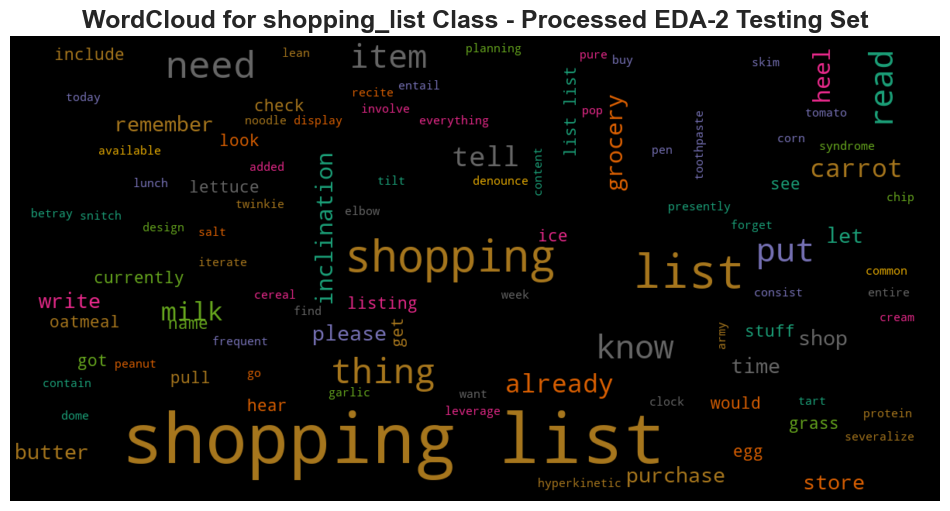 WordCloud for shopping_list Class - Processed EDA-2 Testing Set
include
need
item
lean
planning
pure
buy
skim
heel
read
today
check
recite
entail
list list
pop
grocery
tomato
remember
noodle
display
involve
everything
look
available
added
tell
content
pen
toothpaste
corn
syndrome
lunch
lettuce
inclination
tilt
denounce
see
carrot
chip
betray
snitch
twinkie
elbow
presently
design
salt
ice
forget
let
shopping
list
put
iterate
currently
common
write
cereal
listing
week
consist
entire
milk
name
find
oatmeal
frequent
please
get
know
army
stuff
shop
cream
got
peanut
pull
go
thing
already
time
contain
garlic
want
clock
would
tart
dome
hear
leverage
grass
protein
severalize
butter
shopping list
egg
hyperkinetic
purchase
store